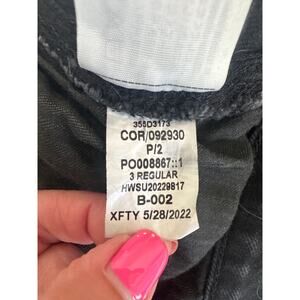 355D3173
COR/092930
P/2
PO008867::1
3 REGULAR
HWSU20229817
B-002
XFTY 5/28/2022